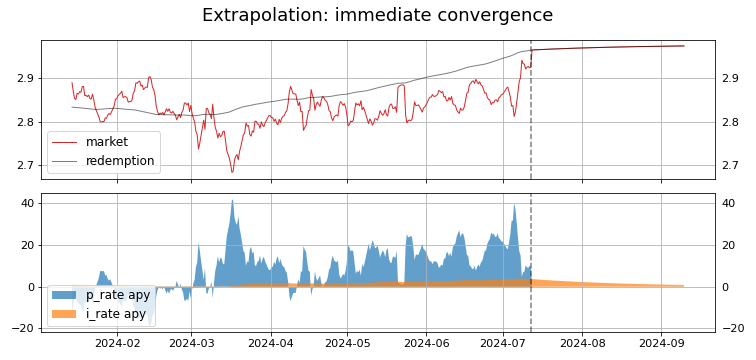 Extrapolation: immediate convergence
2.9 2.9
2.8 2.8
2.7 2.7
market
redemption
40 40
20 20
0 0
−20 −20
p_rate apy
i_rate apy
2024-02 2024-03 2024-04 2024-05 2024-06 2024-07 2024-08 2024-09